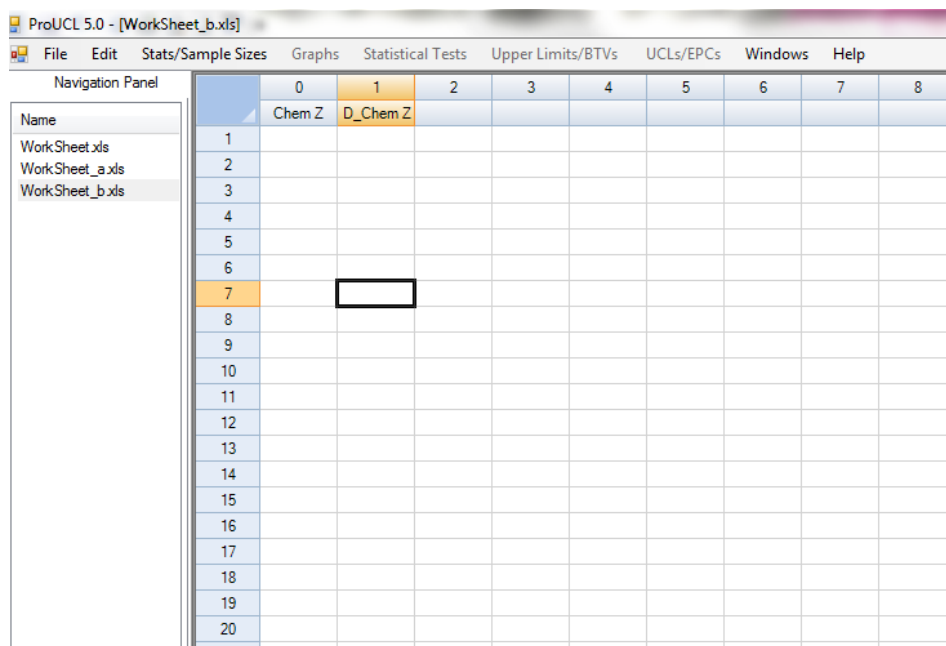 ProUCL 5.0 - [WorkSheet_b.xls]
File Edit Stats/Sample Sizes Graphs Statistical Tests Upper Limits/BTVs UCLs/EPCs Windows Help
Navigation Panel
Name
WorkSheet.xls
WorkSheet_a.xls
WorkSheet_b.xls
0 1 2 3 4 5 6 7 8
Chem Z D_Chem Z
1
2
3
4
5
6
7
8
9
10
11
12
13
14
15
16
17
18
19
20